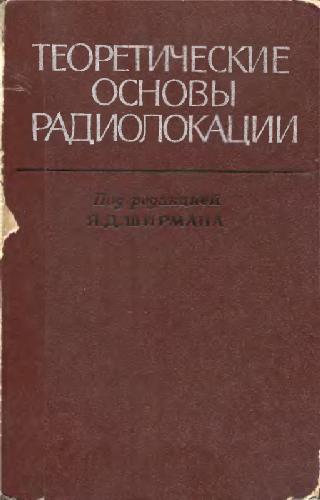 ТЕОРЕТИЧЕСКИЕ
ОСНОВЫ
РАДИОЛОКАЦИИ
Под редакцией
Я.Д.ШИРМАНА